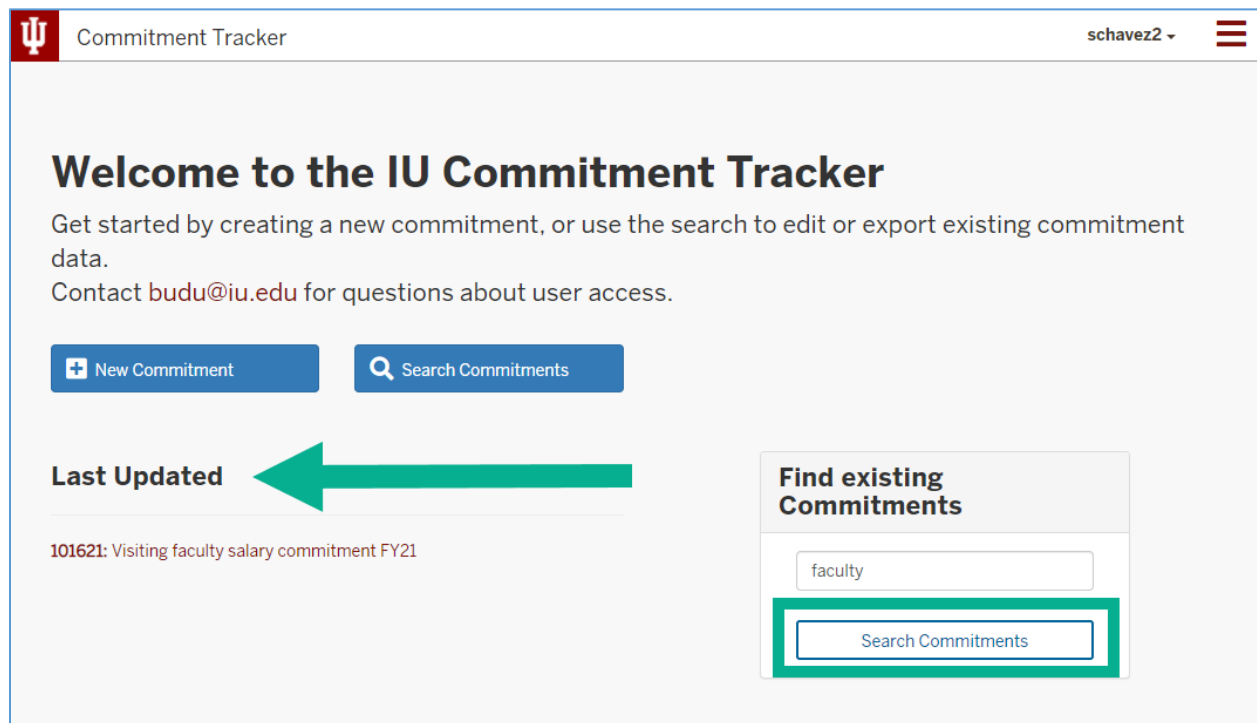 Commitment Tracker
schavez2
Welcome to the IU Commitment Tracker
Get started by creating a new commitment, or use the search to edit or export existing commitment
data.
Contact budu@iu.edu for questions about user access.
New Commitment
Search Commitments
Last Updated
101621: Visiting faculty salary commitment FY21
Find existing
Commitments
faculty
Search Commitments